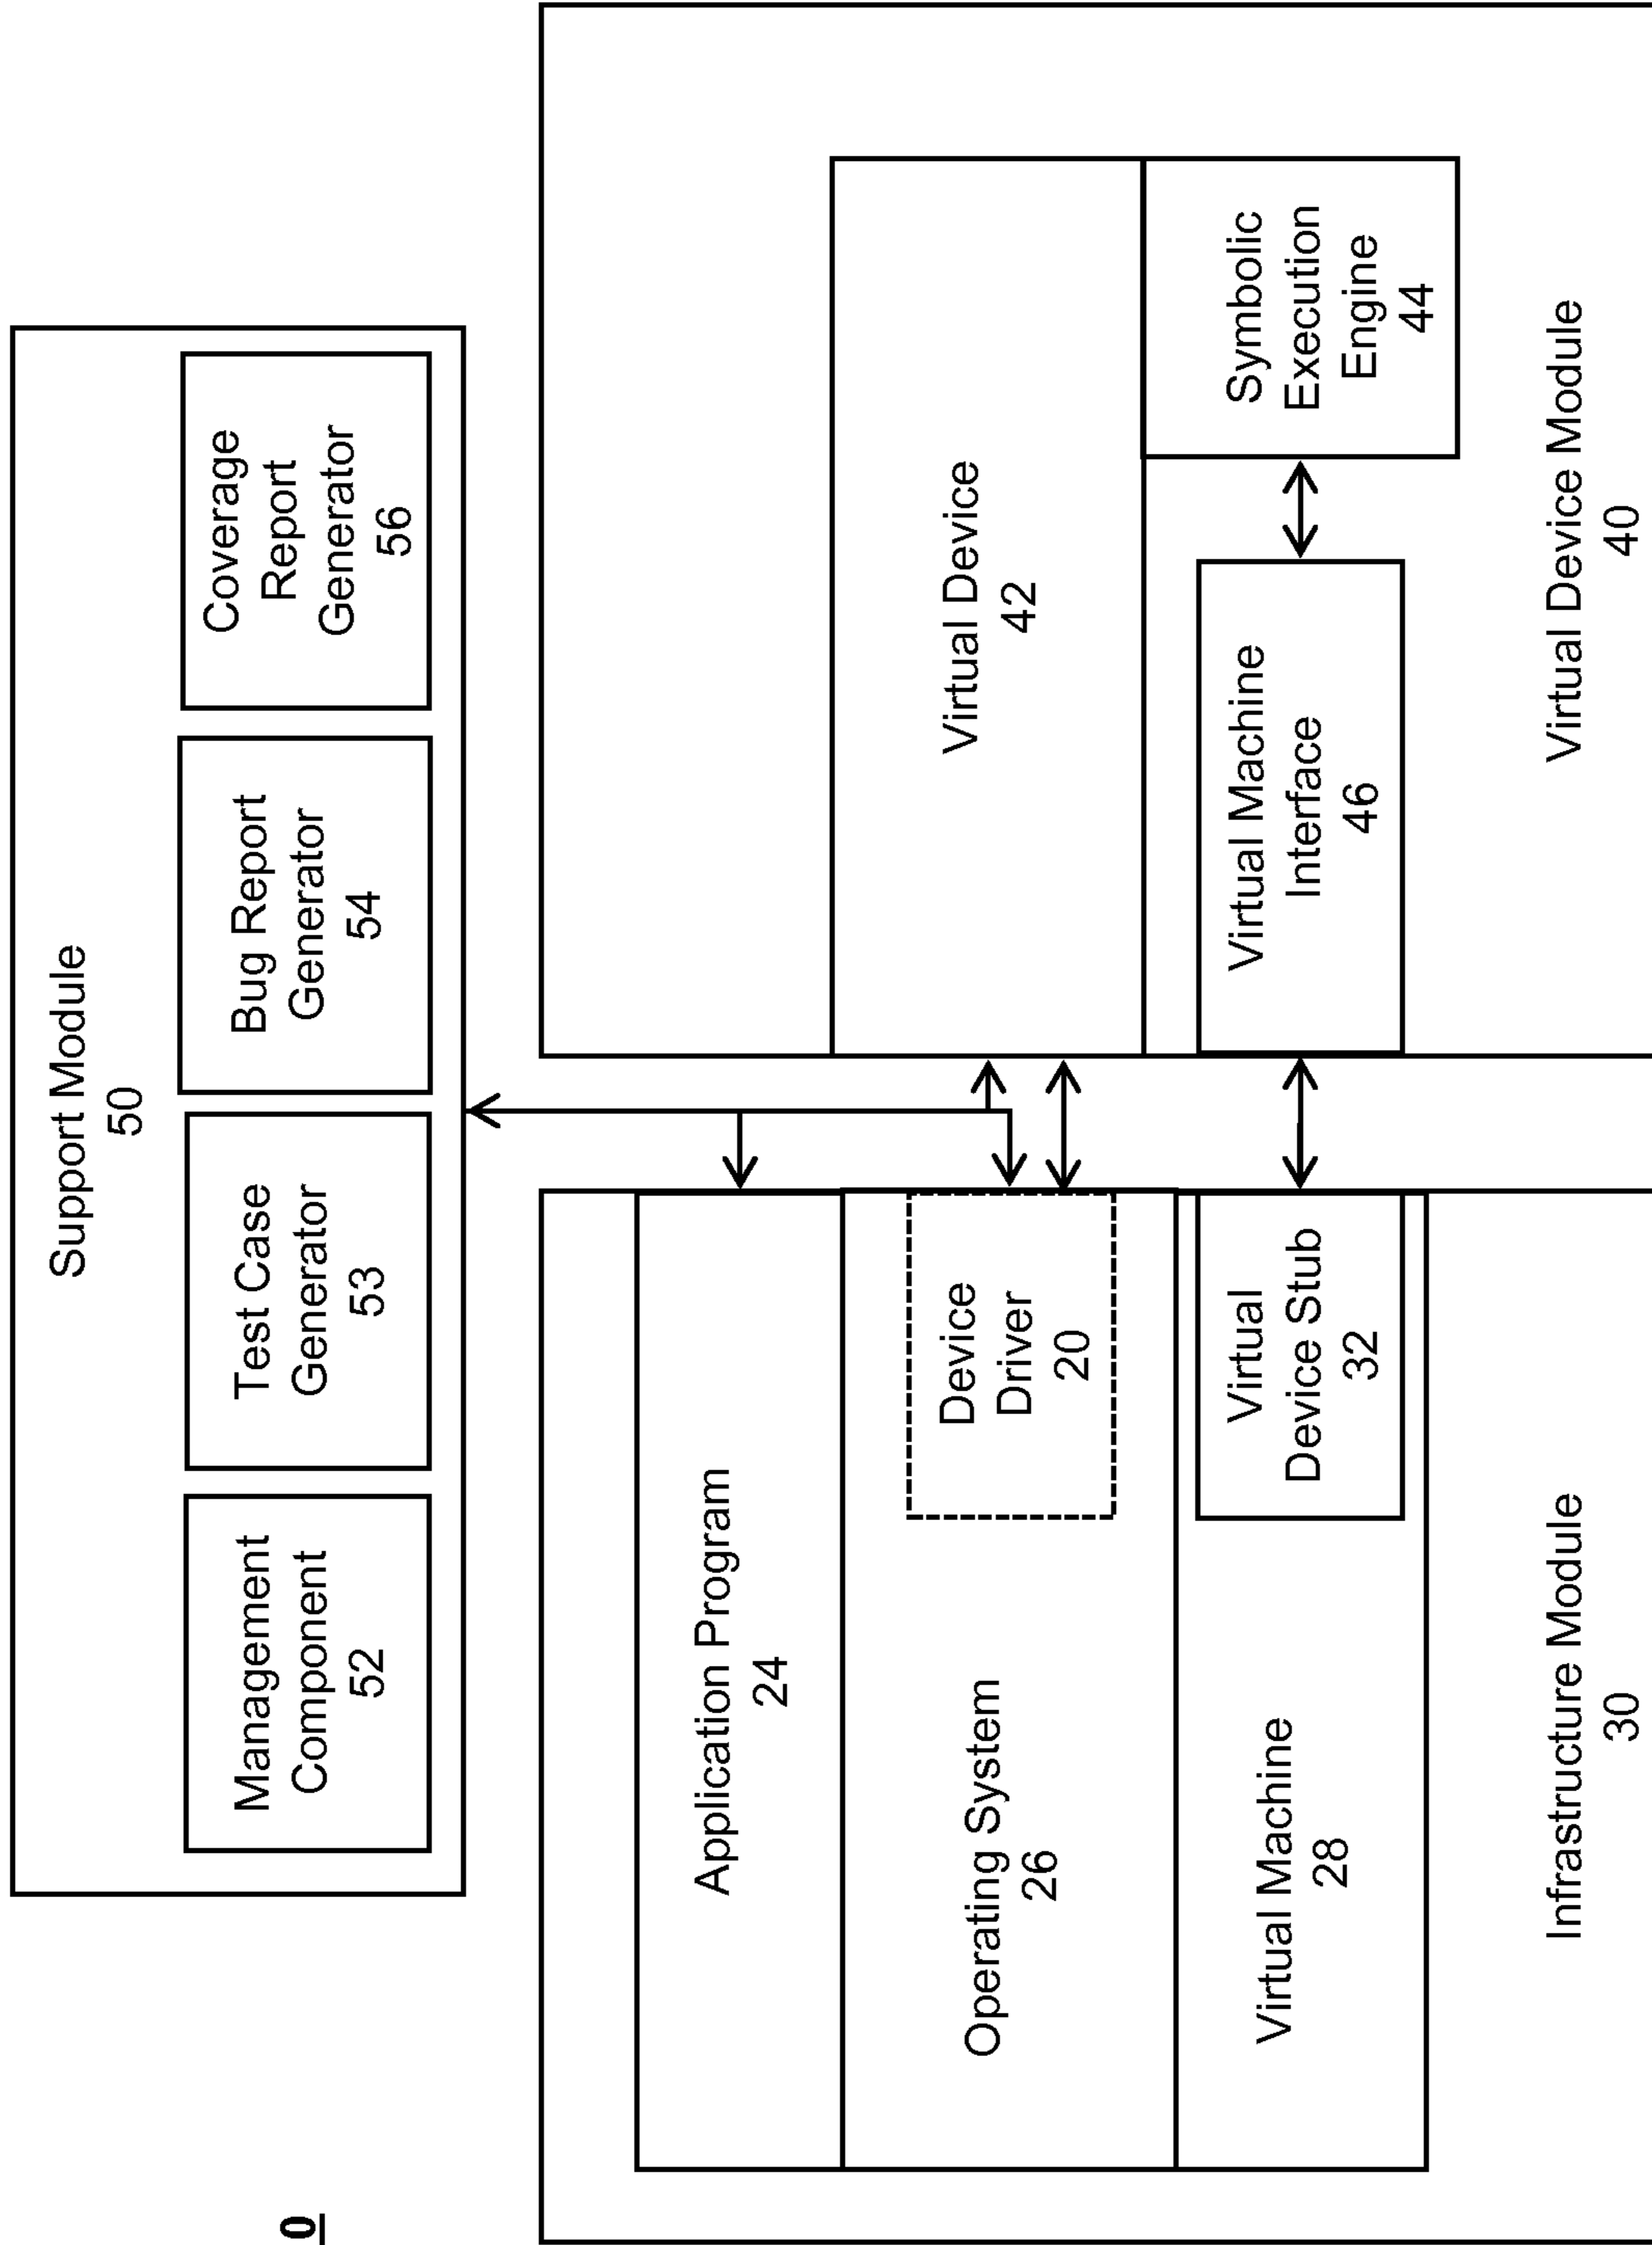 Support Module
50
Management
Component
52
Test Case
Generator
53
Bug Report
Generator
54
Coverage
Report
Generator
56
0
Application Program
24
Operating System
26
Device
Driver
20
Virtual Machine
28
Virtual
Device Stub
32
Infrastructure Module
30
Virtual Device
42
Virtual Machine
Interface
46
Symbolic
Execution
Engine
44
Virtual Device Module
40